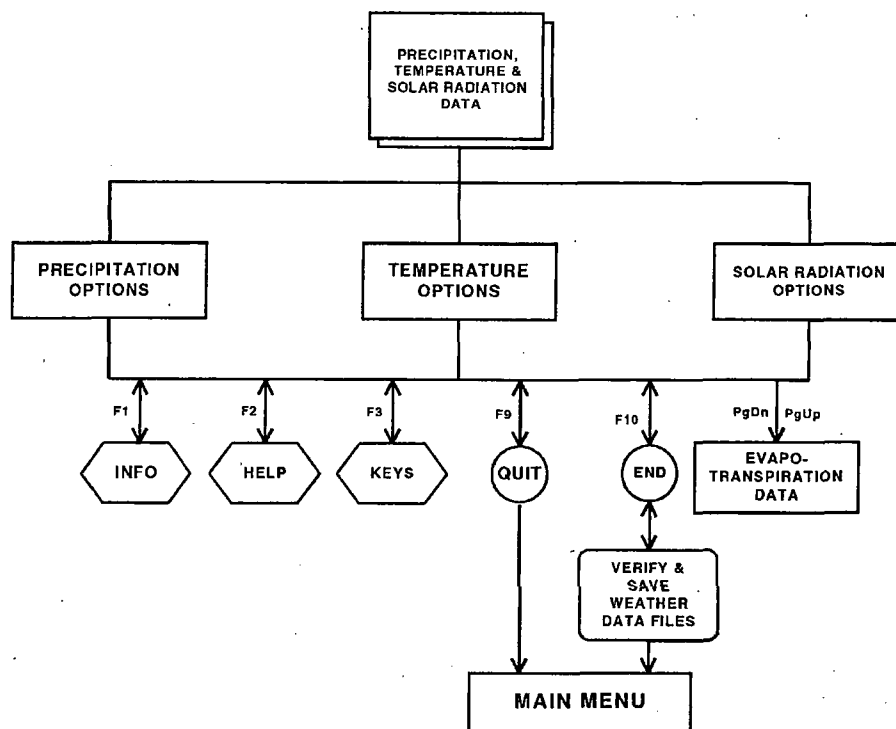 PRECIPITATION,
TEMPERATURE &
SOLAR RADIATION
DATA
PRECIPITATION
OPTIONS
TEMPERATURE
OPTIONS
SOLAR RADIATION
OPTIONS
F1
F2
F3
F9
F10
PgDn
PgUp
INFO
HELP
KEYS
QUIT
END
EVAPO-
TRANSPIRATION
DATA
VERIFY &
SAVE
WEATHER
DATA FILES
MAIN MENU